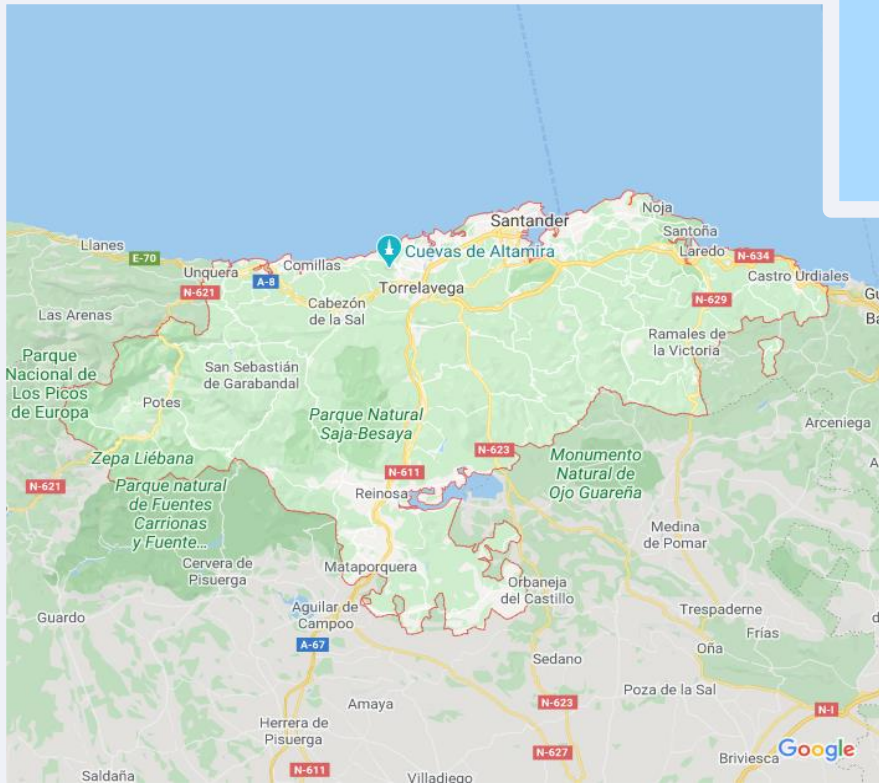 Noja
Santander
Santoña
Llanes
Cuevas de Altamira
Laredo
N-634
E-70
Comillas
Unquera
Castro Urdiales
A-8
Torrelavega
N-621
N-629
Cabezón
de la Sal
Las Arenas
Ramales de
la Victoria
Parque
Nacional de
Los Picos
de Europa
San Sebastián
de Garabandal
Potes
Parque Natural
Saja-Besaya
Arceniega
N-623
Zepa Liébana
Monumento
Natural de
Ojo Guareña
N-611
N-621
Parque natural
de Fuentes
Carrionas
y Fuente...
Reinosa
Medina
de Pomar
Cervera de
Pisuerga
Mataporquera
Orbaneja
del Castillo
Guardo
Aguilar de
Campoo
Trespaderne
Frías
A-67
Oña
Sedano
Poza de la Sal
Amaya
N-623
N-I
Herrera de
Pisuerga
Google
N-627
Briviesca
N-611
Saldaña
Villadiego